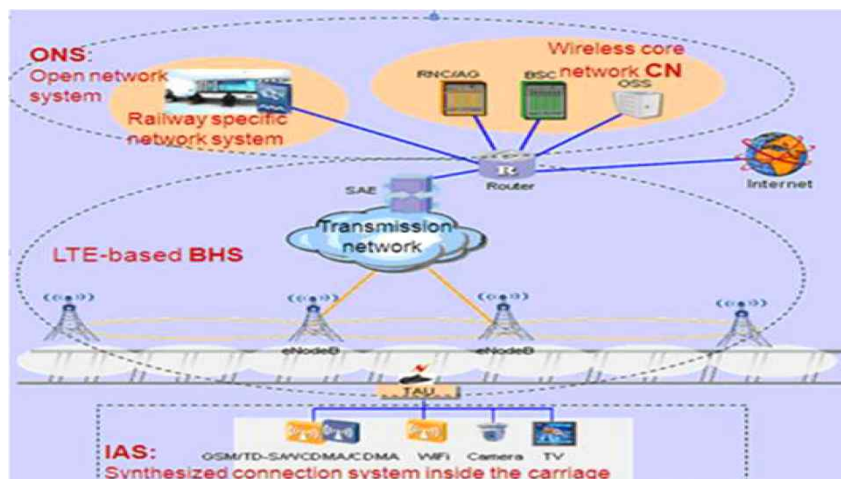 ONS:
Open network
system
Railway specific
network system
Wireless core
network CN
RNC/AG
BSC
OSS
R
Router
Internet
SAE
Transmission
network
LTE-based BHS
eNodeB
eNodeB
TAU
IAS:
GSM/TD-S/WCDMA/CDMA
WiFi
Camera
TV
Synthesized connection system inside the carriage